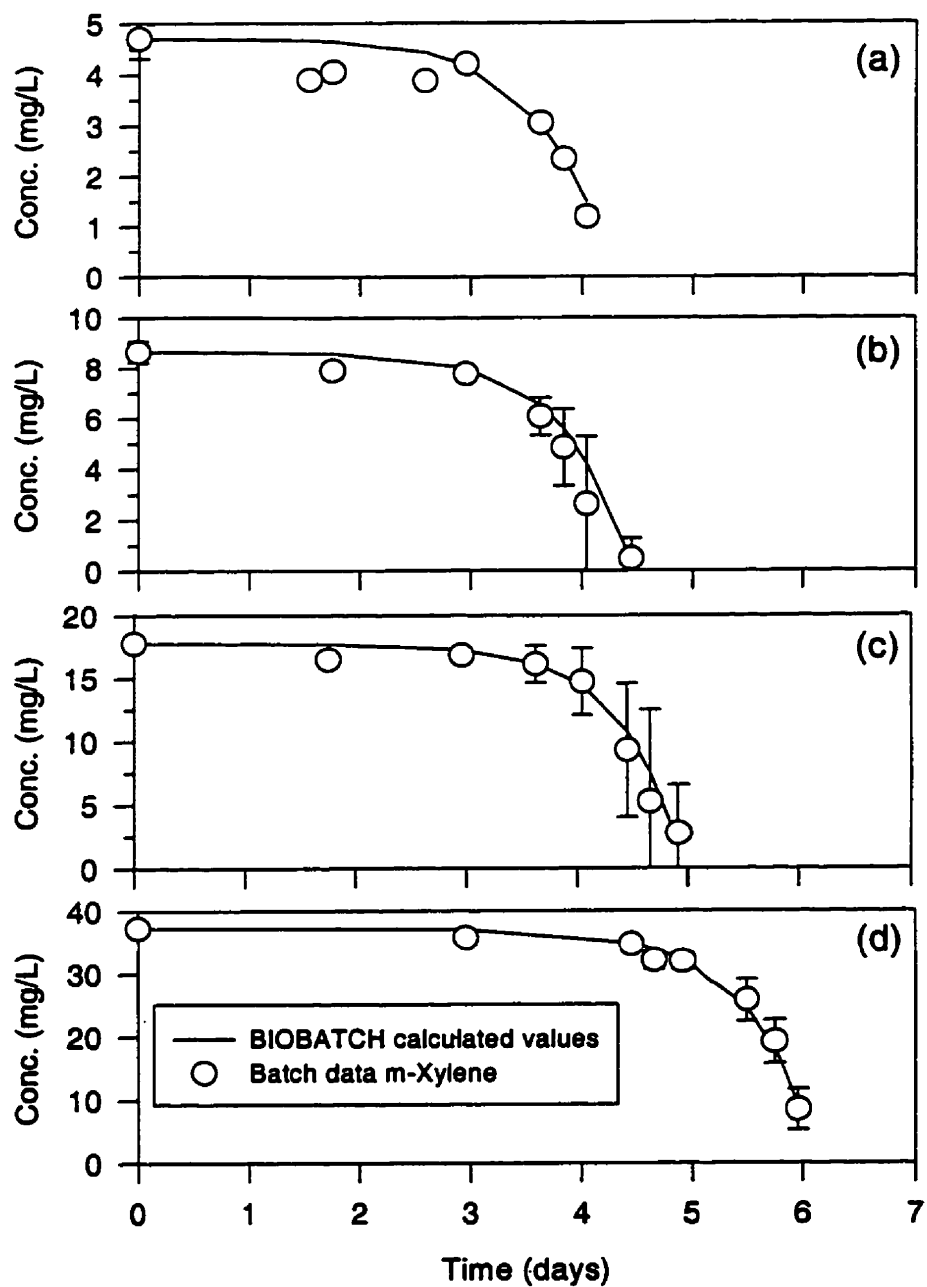 5
4
3
2
1
0
Conc. (mg/L)
(a)
10
8
6
4
2
0
Conc. (mg/L)
(b)
20
15
10
5
0
Conc. (mg/L)
(c)
40
30
20
10
0
Conc. (mg/L)
(d)
BIOBATCH calculated values
Batch data m-Xylene
0 1 2 3 4 5 6 7
Time (days)